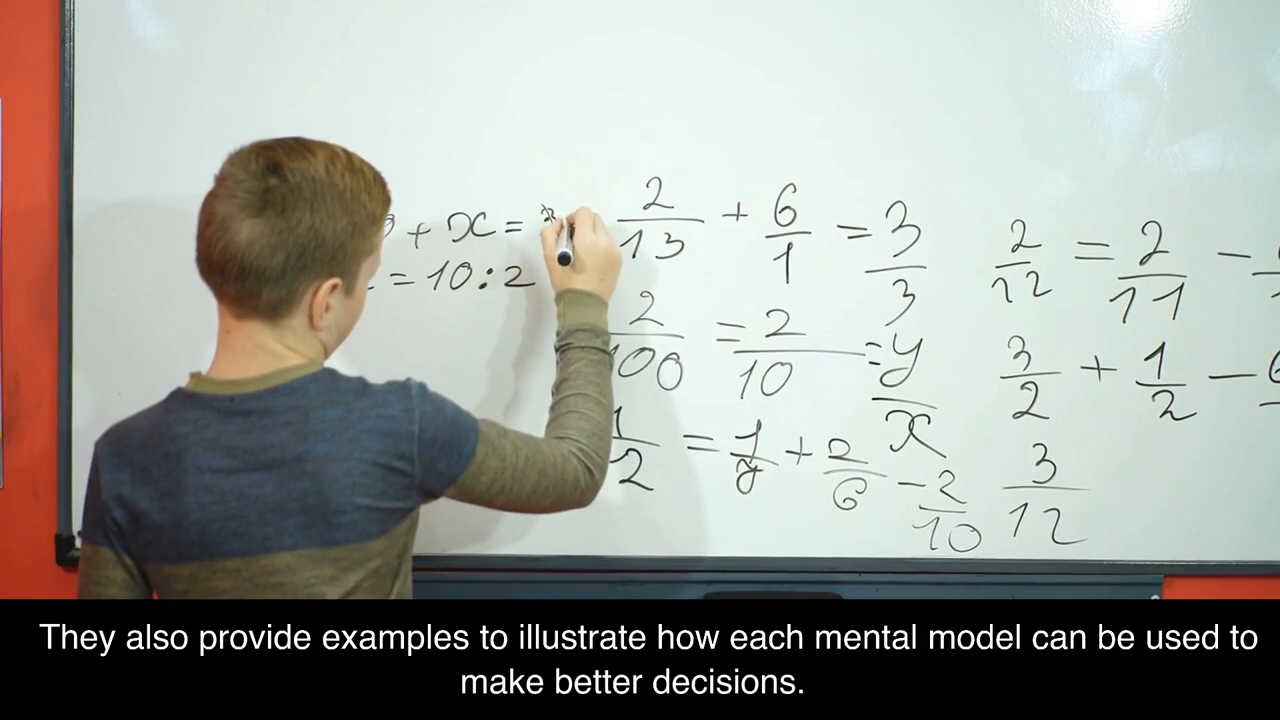 + x =
= 10 : 2
2/13 + 6/1 = 3/3
2/100 = 2/10 = y/x
1/2 = 1/y + 2/6 - 2/10
2/12 = 2/11 -
3/2 + 1/2 - 6
3/12
They also provide examples to illustrate how each mental model can be used to
make better decisions.